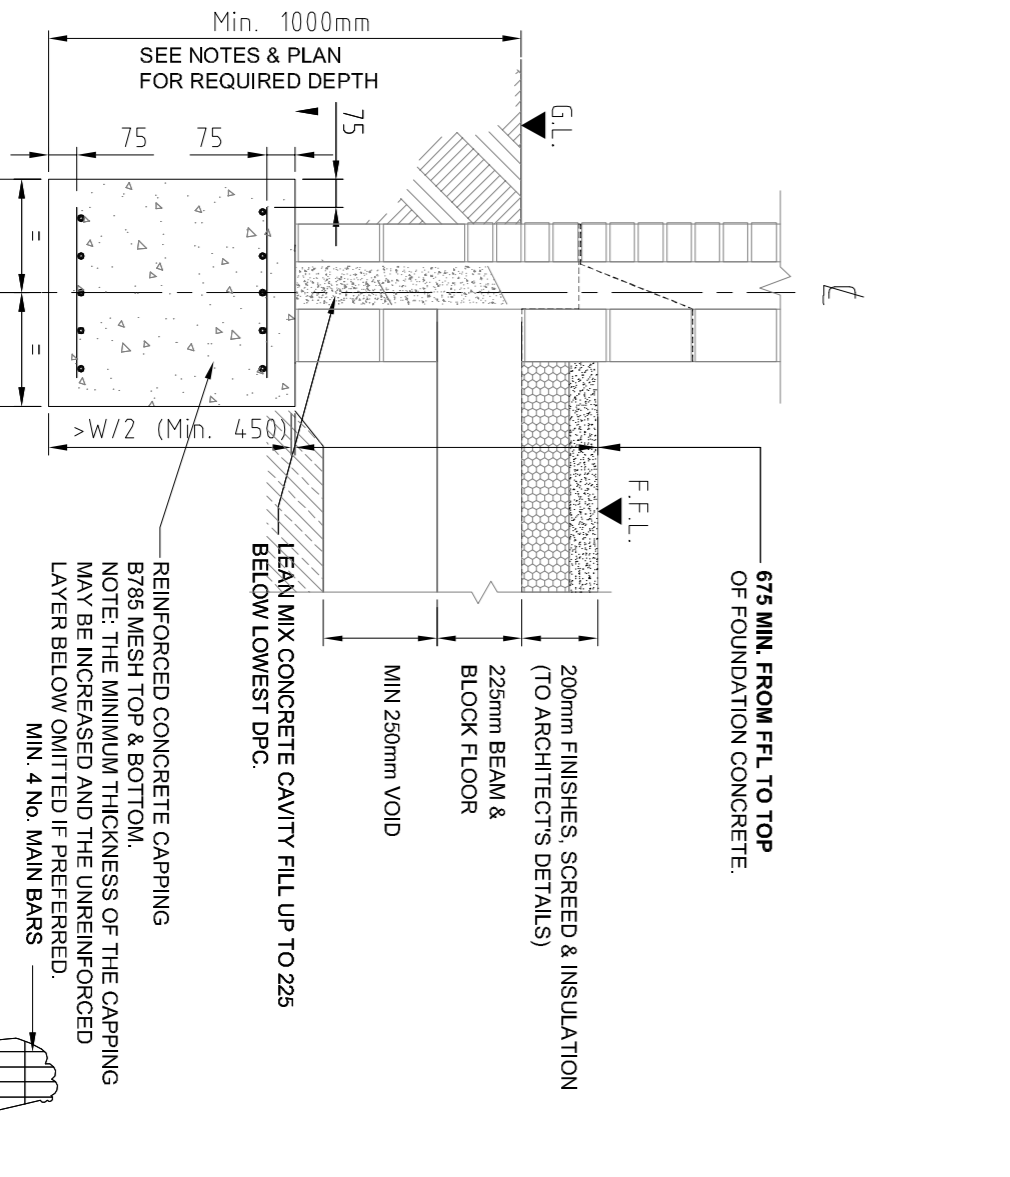 Min. 1000mm
SEE NOTES & PLAN
FOR REQUIRED DEPTH
75
75
75
G.L.
=
=
>W/2 (Min. 450)
F.F.L.
675 MIN. FROM FFL TO TOP
OF FOUNDATION CONCRETE.
200mm FINISHES, SCREED & INSULATION
(TO ARCHITECT'S DETAILS)
225mm BEAM &
BLOCK FLOOR
MIN 250mm VOID
LEAN MIX CONCRETE CAVITY FILL UP TO 225
BELOW LOWEST DPC.
REINFORCED CONCRETE CAPPING
B785 MESH TOP & BOTTOM.
NOTE: THE MINIMUM THICKNESS OF THE CAPPING
MAY BE INCREASED AND THE UNREINFORCED
LAYER BELOW OMITTED IF PREFERRED.
MIN. 4 No. MAIN BARS